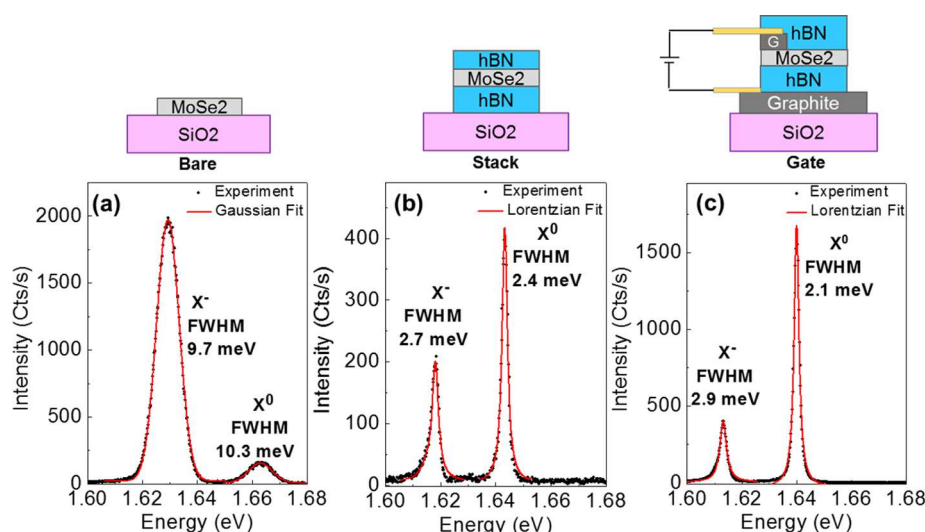 MoSe2
SiO2
Bare
hBN
MoSe2
hBN
SiO2
Stack
hBN
G
MoSe2
hBN
Graphite
SiO2
Gate
(a)
Experiment
Gaussian Fit
X-
FWHM
9.7 meV
X0
FWHM
10.3 meV
Intensity (Cts/s)
2000
1500
1000
500
0
1.60 1.62 1.64 1.66 1.68
Energy (eV)
(b)
Experiment
Lorentzian Fit
X0
FWHM
2.4 meV
X-
FWHM
2.7 meV
Intensity (Cts/s)
400
300
200
100
0
1.60 1.62 1.64 1.66 1.68
Energy (eV)
(c)
Experiment
Lorentzian Fit
X0
FWHM
2.1 meV
X-
FWHM
2.9 meV
Intensity (Cts/s)
1500
1000
500
0
1.60 1.62 1.64 1.66 1.68
Energy (eV)